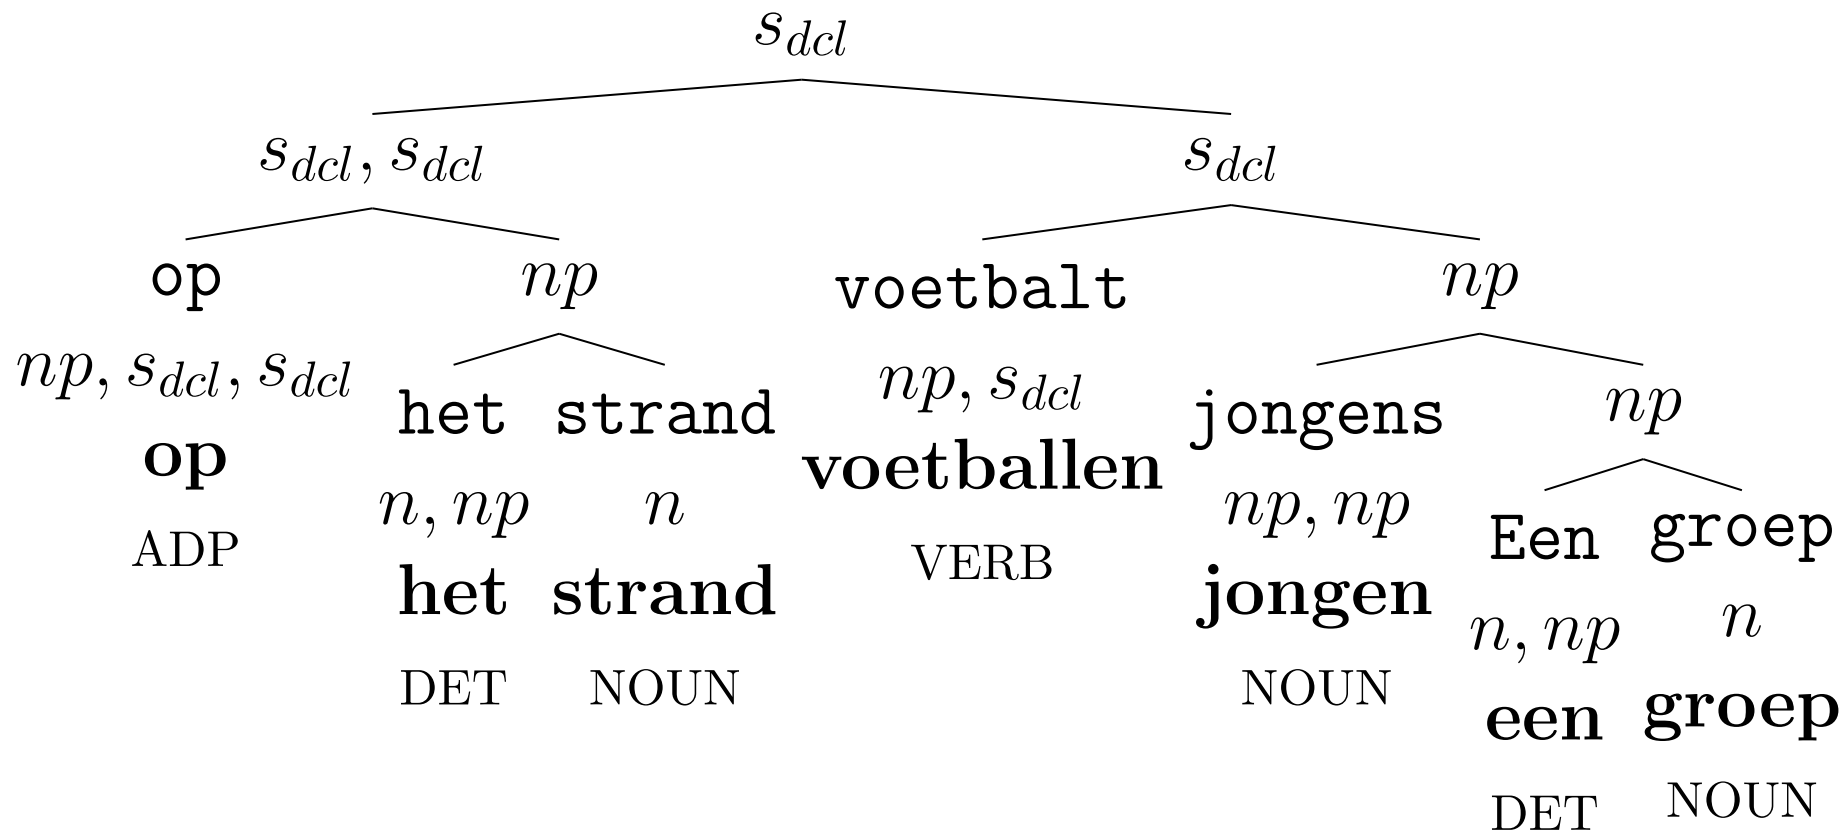 s_dcl
s_dcl, s_dcl s_dcl
op np voetbalt np
np, s_dcl, s_dcl het strand np, s_dcl jongens np
op n, np n voetballen np, np Een groep
ADP het strand VERB jongen n, np n
DET NOUN NOUN een groep
DET NOUN